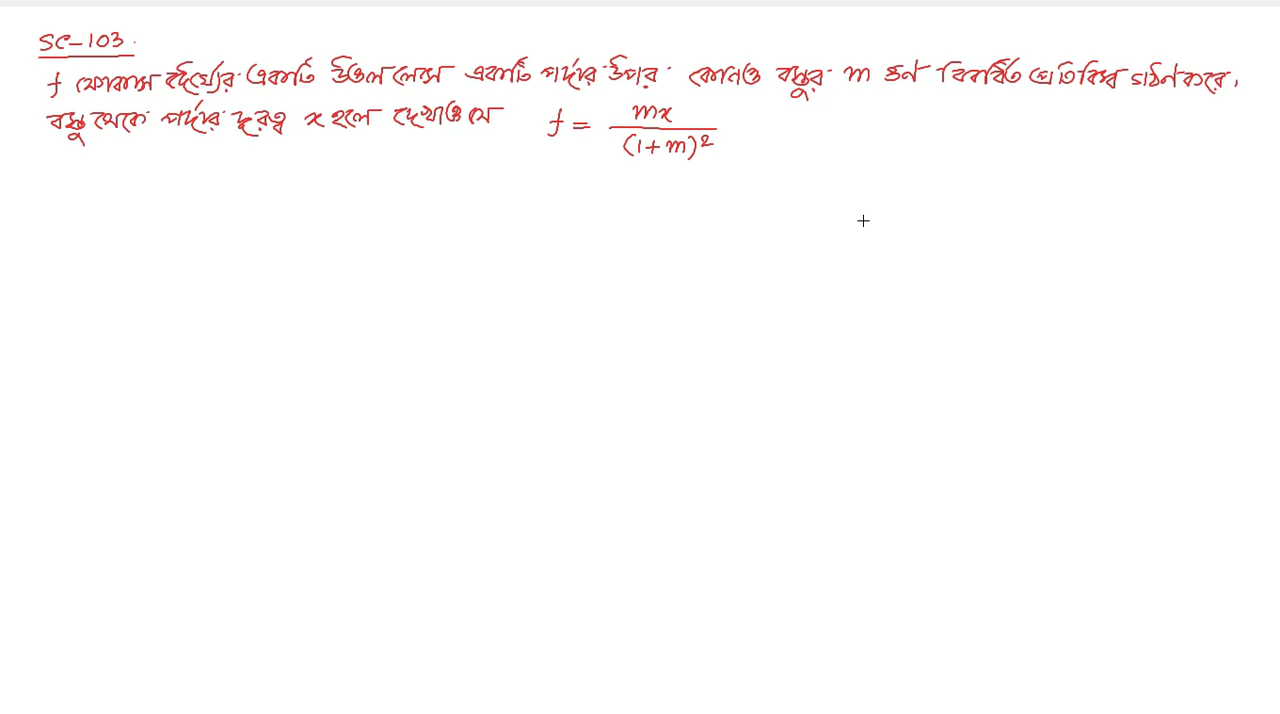 SC-103.
f ফোকাস দৈর্ঘ্যের একটি উত্তল লেন্স একটি পর্দার উপর কোনও বস্তুর m গুণ বিবর্ধিত প্রতিবিম্ব গঠন করে,
বস্তু থেকে পর্দার দূরত্ব x হলে দেখাও যে f = mx / (1+m)²